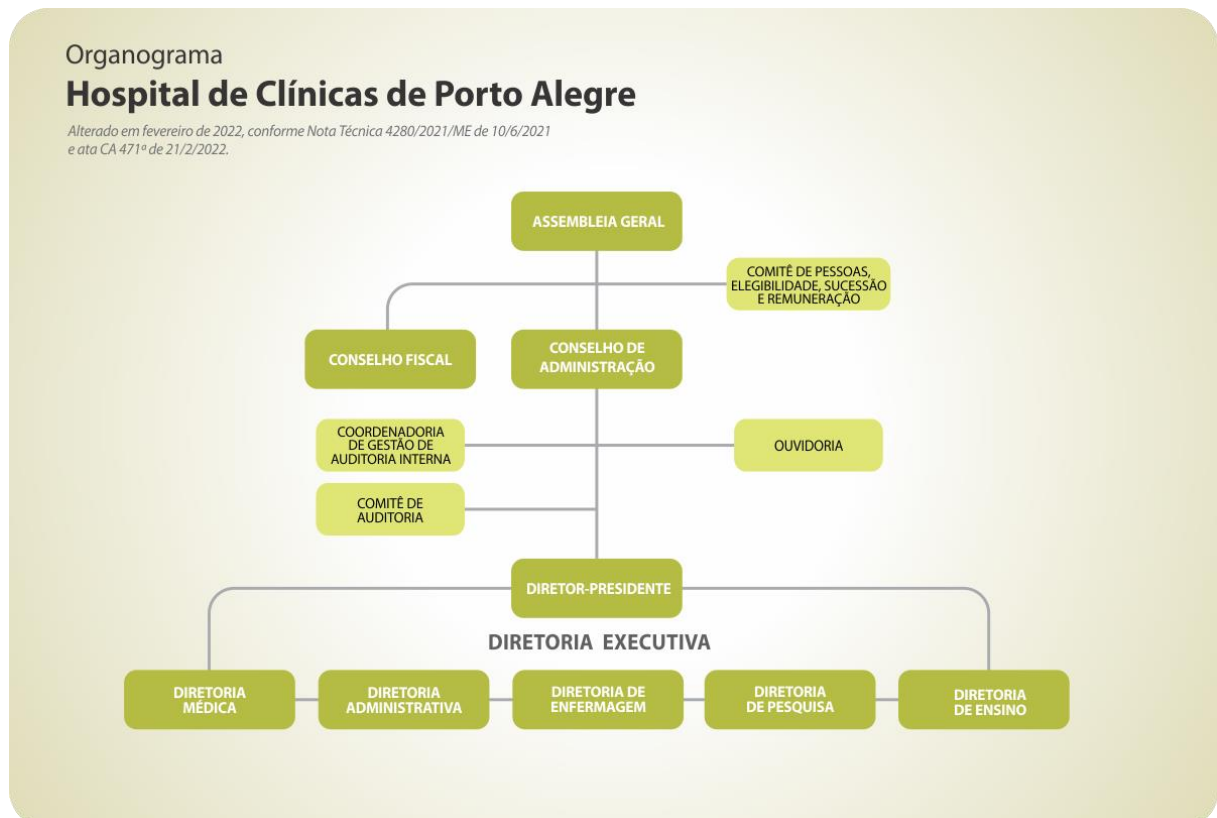 Organograma
Hospital de Clínicas de Porto Alegre
Alterado em fevereiro de 2022, conforme Nota Técnica 4280/2021/ME de 10/6/2021
e ata CA 471ª de 21/2/2022.
ASSEMBLEIA GERAL
COMITÊ DE PESSOAS,
ELEGIBILIDADE, SUCESSÃO
E REMUNERAÇÃO
CONSELHO FISCAL
CONSELHO DE
ADMINISTRAÇÃO
COORDENADORIA
DE GESTÃO DE
AUDITORIA INTERNA
OUVIDORIA
COMITÊ DE
AUDITORIA
DIRETOR-PRESIDENTE
DIRETORIA EXECUTIVA
DIRETORIA
MÉDICA
DIRETORIA
ADMINISTRATIVA
DIRETORIA DE
ENFERMAGEM
DIRETORIA
DE PESQUISA
DIRETORIA
DE ENSINO